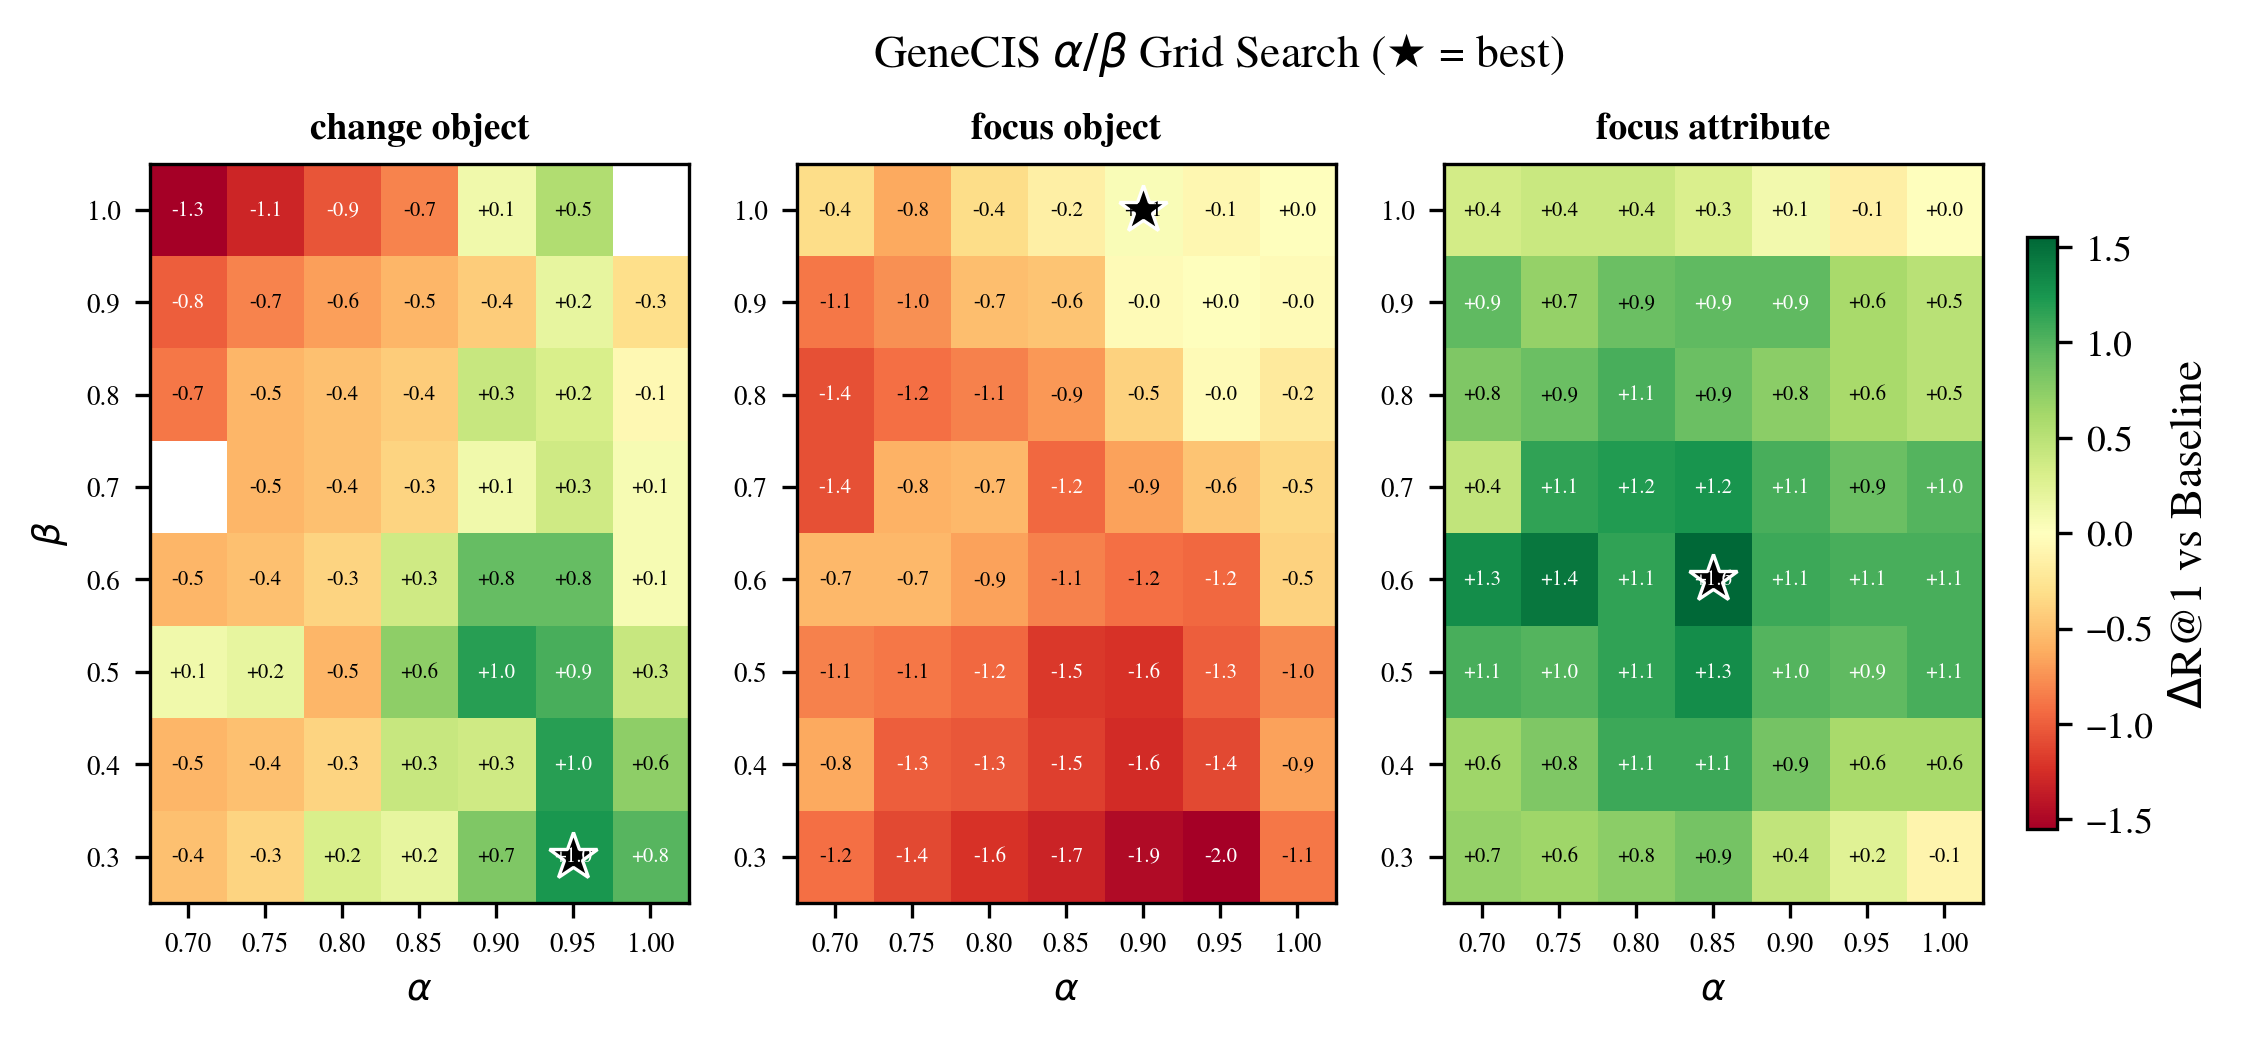 GeneCIS α/β Grid Search (★ = best)
change object focus object focus attribute
1.0 -1.3 -1.1 -0.9 -0.7 +0.1 +0.5 1.0 -0.4 -0.8 -0.4 -0.2 -0.1 +0.0 1.0 +0.4 +0.4 +0.4 +0.3 +0.1 -0.1 +0.0
0.9 -0.8 -0.7 -0.6 -0.5 -0.4 +0.2 -0.3 0.9 -1.1 -1.0 -0.7 -0.6 -0.0 +0.0 -0.0 0.9 +0.9 +0.7 +0.9 +0.9 +0.9 +0.6 +0.5
0.8 -0.7 -0.5 -0.4 -0.4 +0.3 +0.2 -0.1 0.8 -1.4 -1.2 -1.1 -0.9 -0.5 -0.0 -0.2 0.8 +0.8 +0.9 +1.1 +0.9 +0.8 +0.6 +0.5
0.7 -0.5 -0.4 -0.3 +0.1 +0.3 +0.1 0.7 -1.4 -0.8 -0.7 -1.2 -0.9 -0.6 -0.5 0.7 +0.4 +1.1 +1.2 +1.2 +1.1 +0.9 +1.0
0.6 -0.5 -0.4 -0.3 +0.3 +0.8 +0.8 +0.1 0.6 -0.7 -0.7 -0.9 -1.1 -1.2 -1.2 -0.5 0.6 +1.3 +1.4 +1.1 +1.1 +1.1 +1.1
0.5 +0.1 +0.2 -0.5 +0.6 +1.0 +0.9 +0.3 0.5 -1.1 -1.1 -1.2 -1.5 -1.6 -1.3 -1.0 0.5 +1.1 +1.0 +1.1 +1.3 +1.0 +0.9 +1.1
0.4 -0.5 -0.4 -0.3 +0.3 +0.3 +1.0 +0.6 0.4 -0.8 -1.3 -1.3 -1.5 -1.6 -1.4 -0.9 0.4 +0.6 +0.8 +1.1 +1.1 +0.9 +0.6 +0.6
0.3 -0.4 -0.3 +0.2 +0.2 +0.7 +0.8 0.3 -1.2 -1.4 -1.6 -1.7 -1.9 -2.0 -1.1 0.3 +0.7 +0.6 +0.8 +0.9 +0.4 +0.2 -0.1
0.70 0.75 0.80 0.85 0.90 0.95 1.00 0.70 0.75 0.80 0.85 0.90 0.95 1.00 0.70 0.75 0.80 0.85 0.90 0.95 1.00
α α α
β
1.5
1.0
0.5
0.0
−0.5
−1.0
−1.5
ΔR@1 vs Baseline